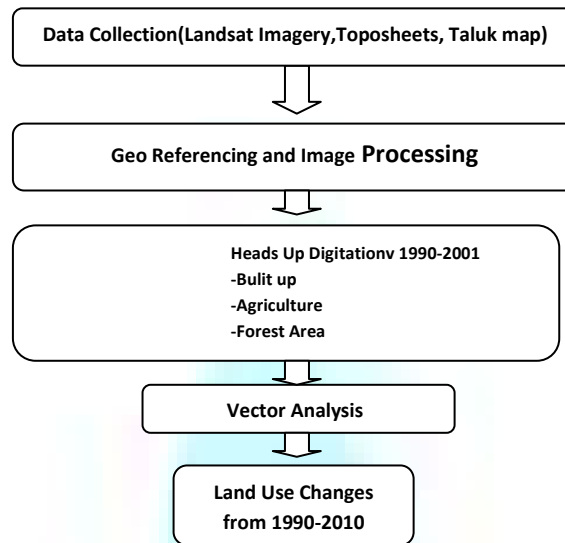 Data Collection(Landsat Imagery,Toposheets, Taluk map)
Geo Referencing and Image Processing
Heads Up Digitationv 1990-2001
-Bulit up
-Agriculture
-Forest Area
Vector Analysis
Land Use Changes
from 1990-2010